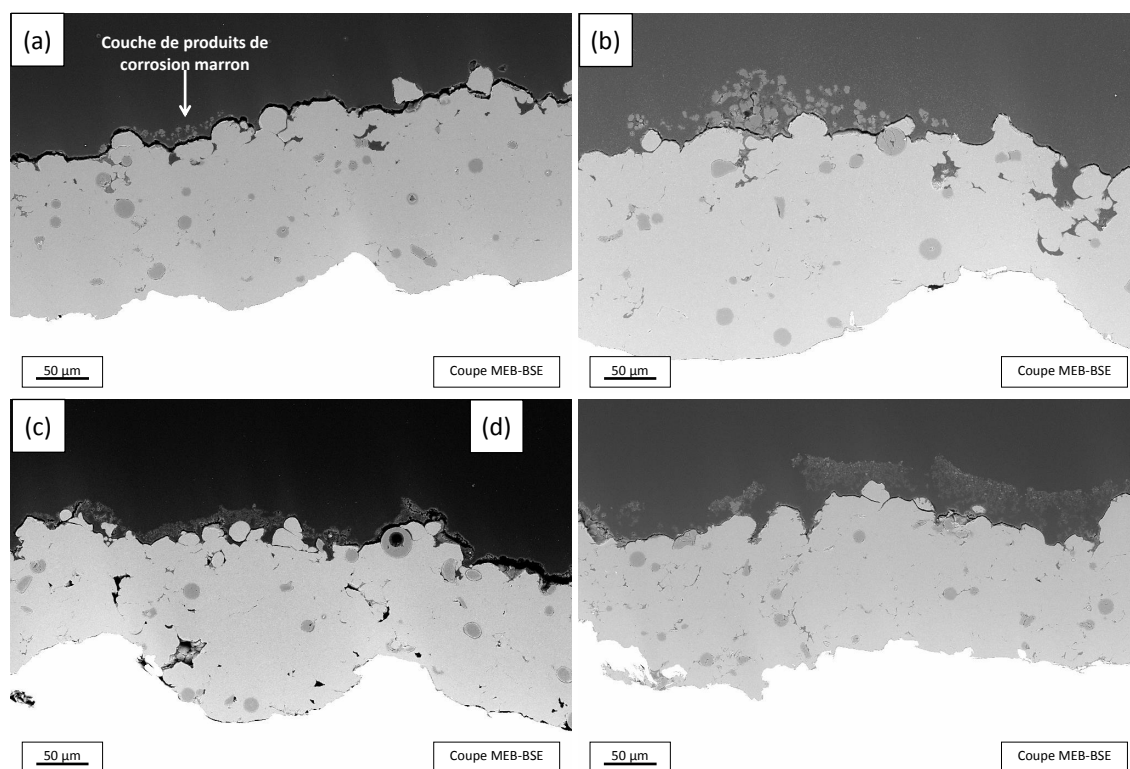 (a)
Couche de produits de
corrosion marron
50 µm
Coupe MEB-BSE
(b)
50 µm
Coupe MEB-BSE
(c)
50 µm
Coupe MEB-BSE
(d)
50 µm
Coupe MEB-BSE